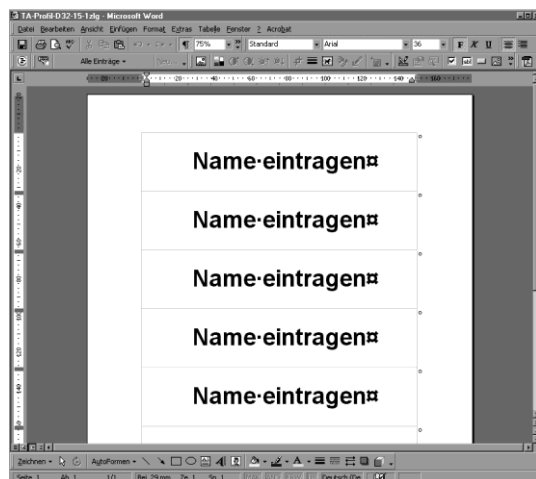 TA-Profil-D32-15-1zlg - Microsoft Word
Datei Bearbeiten Ansicht Einfügen Format Extras Tabelle Fenster ? Acrobat
75% Standard Arial 36 F K U
Alle Einträge Neu...
Name·eintragen¤
Name·eintragen¤
Name·eintragen¤
Name·eintragen¤
Name·eintragen¤
Zeichnen AutoFormen
Seite 1 Ab 1 1/1 Bei 29 mm Ze 1 Sp 1 Deutsch (De